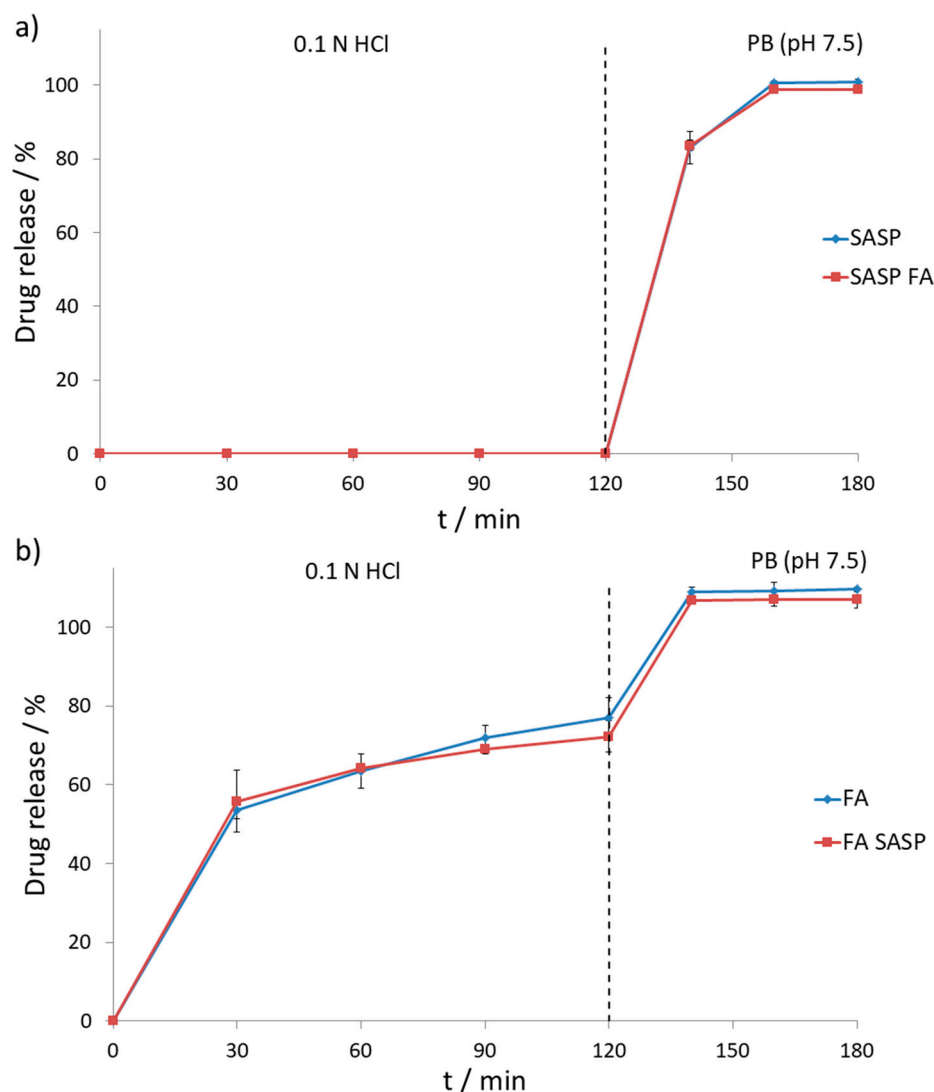 a)
0.1 N HCl
PB (pH 7.5)
Drug release / %
100
80
60
40
20
0
0 30 60 90 120 150 180
t / min
SASP
SASP FA
b)
0.1 N HCl
PB (pH 7.5)
Drug release / %
100
80
60
40
20
0
0 30 60 90 120 150 180
t / min
FA
FA SASP